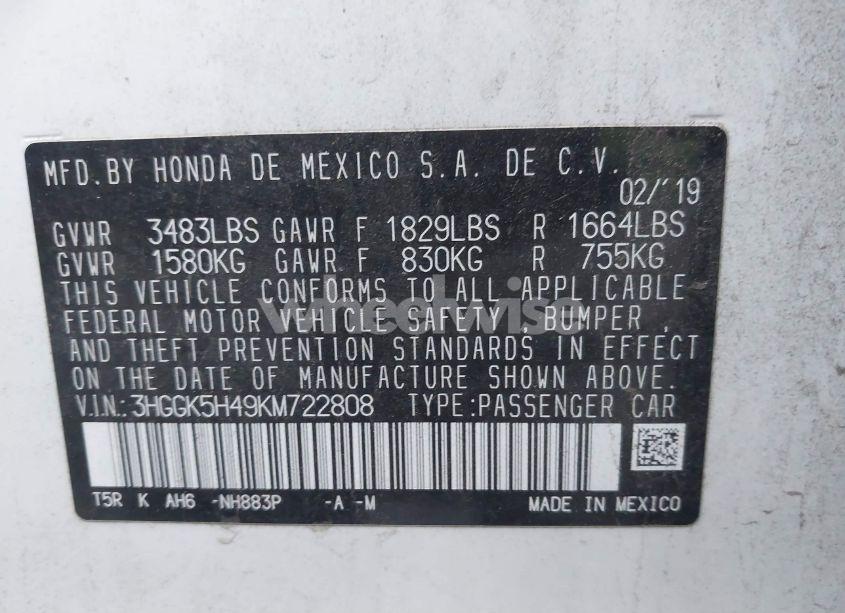 MFD.BY HONDA DE MEXICO S.A. DE C.V.
02/'19
GVWR 3483LBS GAWR F 1829LBS R 1664LBS
GVWR 1580KG GAWR F 830KG R 755KG
THIS VEHICLE CONFORMS TO ALL APPLICABLE
FEDERAL MOTOR VEHICLE SAFETY , BUMPER ,
AND THEFT PREVENTION STANDARDS IN EFFECT
ON THE DATE OF MANUFACTURE SHOWN ABOVE.
V.I.N.:3HGGK5H49KM722808 TYPE:PASSENGER CAR
T5R K AH6 -NH883P -A -M MADE IN MEXICO
wheelwise